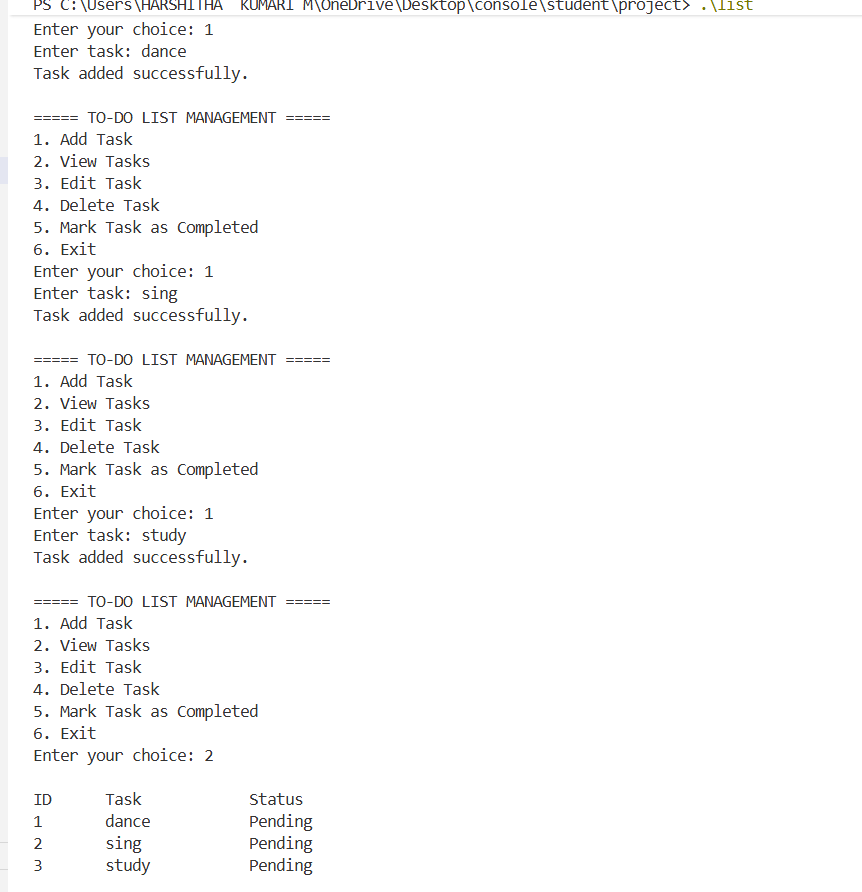 PS C:\Users\HARSHITHA  KUMARI M\OneDrive\Desktop\console\student\project> .\list
Enter your choice: 1
Enter task: dance
Task added successfully.

===== TO-DO LIST MANAGEMENT =====
1. Add Task
2. View Tasks
3. Edit Task
4. Delete Task
5. Mark Task as Completed
6. Exit
Enter your choice: 1
Enter task: sing
Task added successfully.

===== TO-DO LIST MANAGEMENT =====
1. Add Task
2. View Tasks
3. Edit Task
4. Delete Task
5. Mark Task as Completed
6. Exit
Enter your choice: 1
Enter task: study
Task added successfully.

===== TO-DO LIST MANAGEMENT =====
1. Add Task
2. View Tasks
3. Edit Task
4. Delete Task
5. Mark Task as Completed
6. Exit
Enter your choice: 2

ID      Task            Status
1       dance           Pending
2       sing            Pending
3       study           Pending